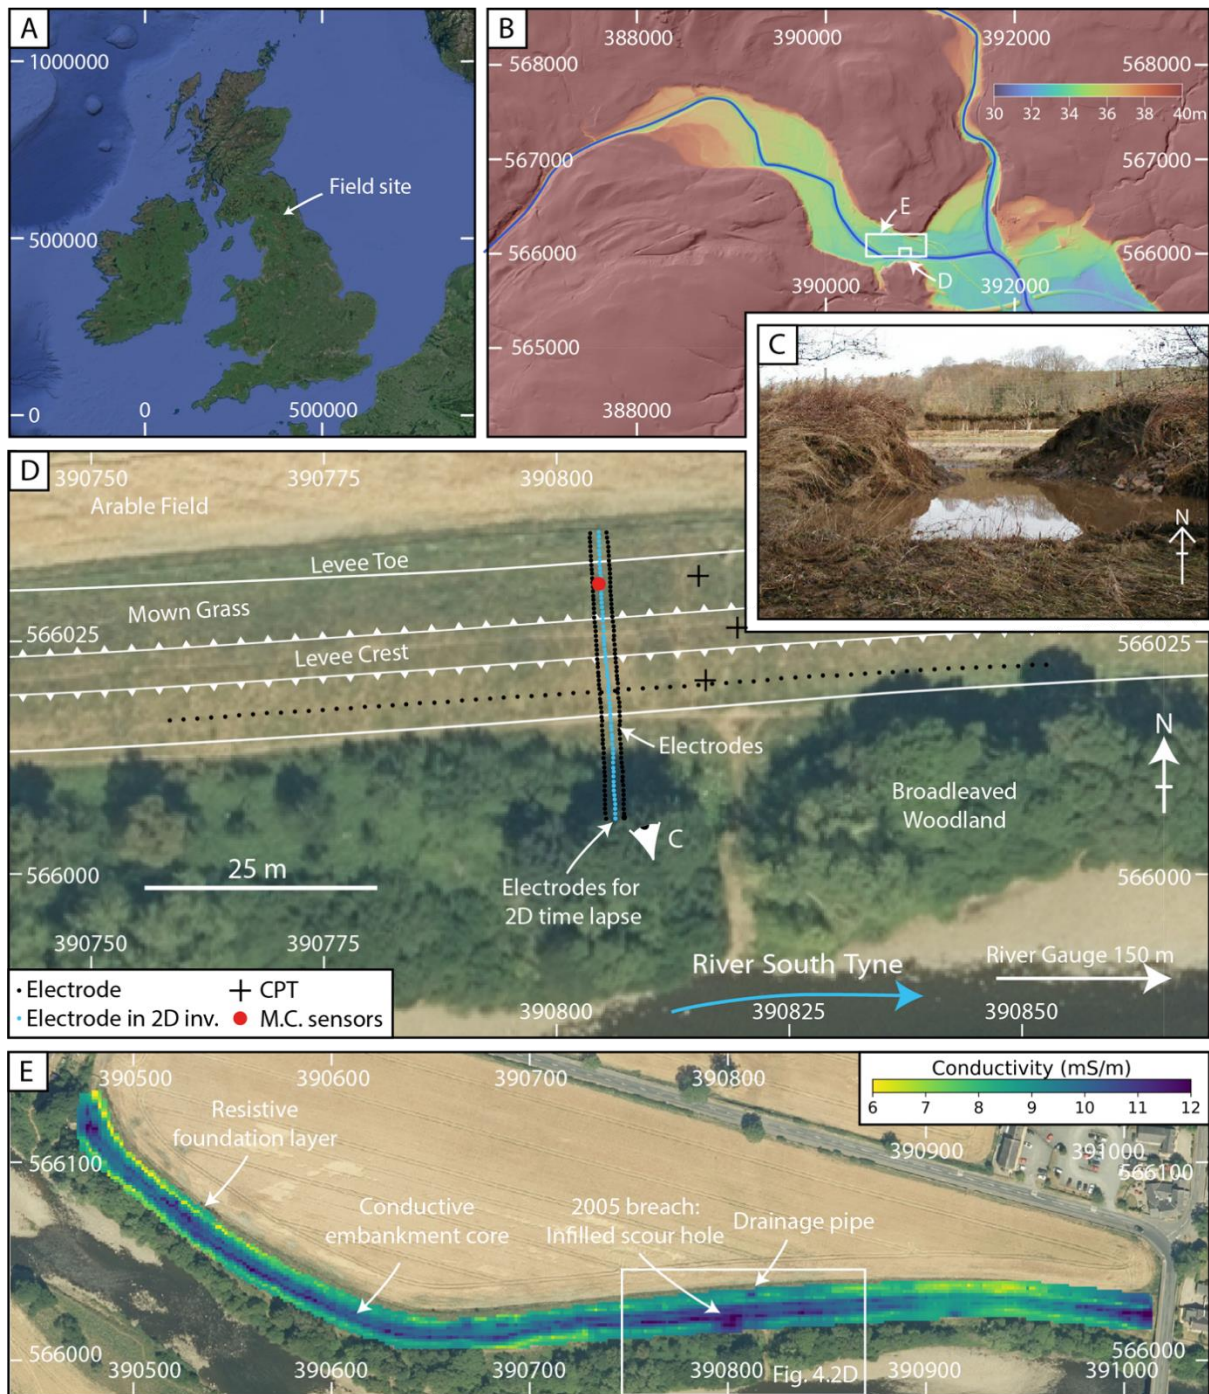 A
1000000
Field site
500000
0
0
500000
B
388000
390000
392000
568000
568000
30 32 34 36 38 40m
567000
567000
E
566000
566000
D
390000
392000
565000
388000
C
N
D
390750
390775
390800
Arable Field
Levee Toe
Mown Grass
566025
566025
Levee Crest
Electrodes
N
Broadleaved
Woodland
C
25 m
566000
566000
Electrodes for
2D time lapse
390750
390775
River South Tyne
River Gauge 150 m
390800
390825
390850
Electrode
CPT
Electrode in 2D inv.
M.C. sensors
E
390500
390600
390700
390800
Conductivity (mS/m)
6 7 8 9 10 11 12
390900
391000
Resistive
foundation layer
566100
566100
Conductive
embankment core
2005 breach:
Infilled scour hole
Drainage pipe
566000
566000
390500
390600
390700
390800
Fig. 4.2D
390900
391000